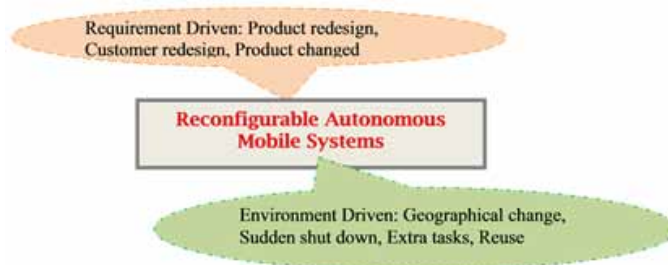 Requirement Driven: Product redesign,
Customer redesign, Product changed
Reconfigurable Autonomous
Mobile Systems
Environment Driven: Geographical change,
Sudden shut down, Extra tasks, Reuse